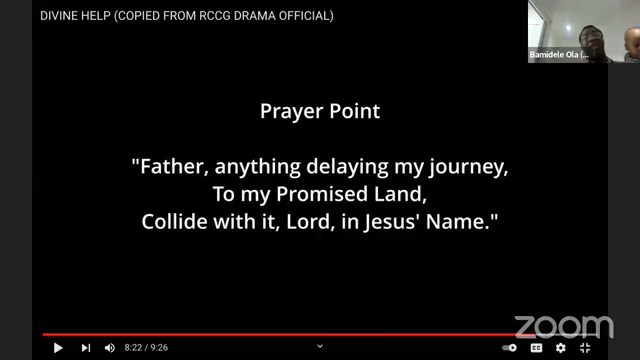 DIVINE HELP (COPIED FROM RCCG DRAMA OFFICIAL)
Bamidele Ola (...
Prayer Point
"Father, anything delaying my journey,
To my Promised Land,
Collide with it, Lord, in Jesus' Name."
zoom
8:22 / 9:26
CC